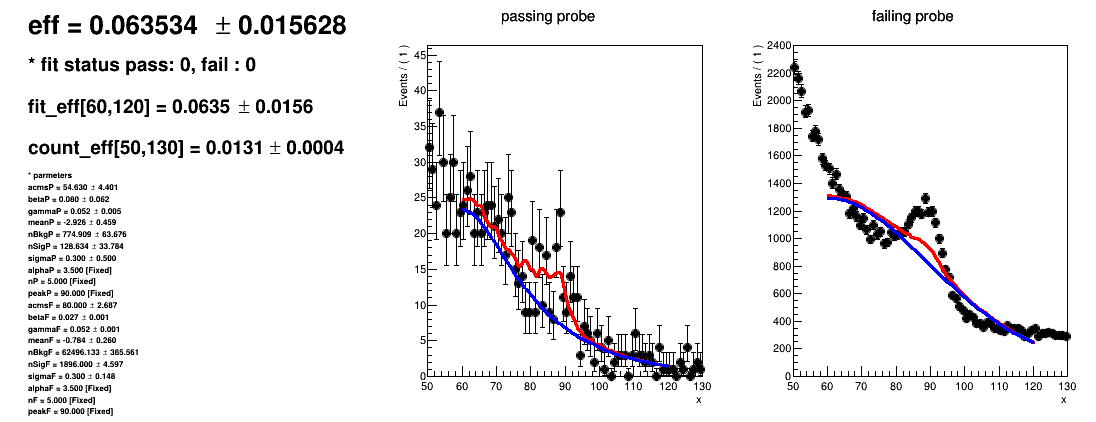 eff = 0.063534 ± 0.015628
* fit status pass: 0, fail : 0
fit_eff[60,120] = 0.0635 ± 0.0156
count_eff[50,130] = 0.0131 ± 0.0004
* parmeters
acmsP = 54.630 ± 4.401
betaP = 0.080 ± 0.062
gammaP = 0.052 ± 0.005
meanP = -2.926 ± 0.459
nBkgP = 774.909 ± 63.676
nSigP = 128.634 ± 33.784
sigmaP = 0.300 ± 0.500
alphaP = 3.500 [Fixed]
nP = 5.000 [Fixed]
peakP = 90.000 [Fixed]
acmsF = 80.000 ± 2.687
betaF = 0.027 ± 0.001
gammaF = 0.052 ± 0.001
meanF = -0.784 ± 0.260
nBkgF = 62496.133 ± 385.561
nSigF = 1896.000 ± 4.597
sigmaF = 0.300 ± 0.148
alphaF = 3.500 [Fixed]
nF = 5.000 [Fixed]
peakF = 90.000 [Fixed]
passing probe
Events / ( 1 )
45
40
35
30
25
20
15
10
5
0
50 60 70 80 90 100 110 120 130
x
failing probe
Events / ( 1 )
2400
2200
2000
1800
1600
1400
1200
1000
800
600
400
200
0
50 60 70 80 90 100 110 120 130
x